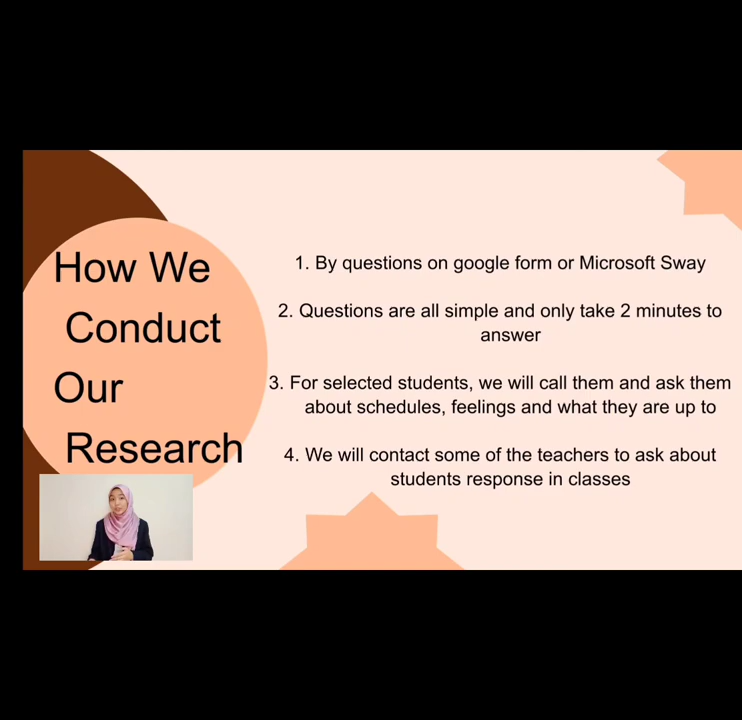 How We
Conduct
Our
Research
1. By questions on google form or Microsoft Sway
2. Questions are all simple and only take 2 minutes to
answer
3. For selected students, we will call them and ask them
about schedules, feelings and what they are up to
4. We will contact some of the teachers to ask about
students response in classes